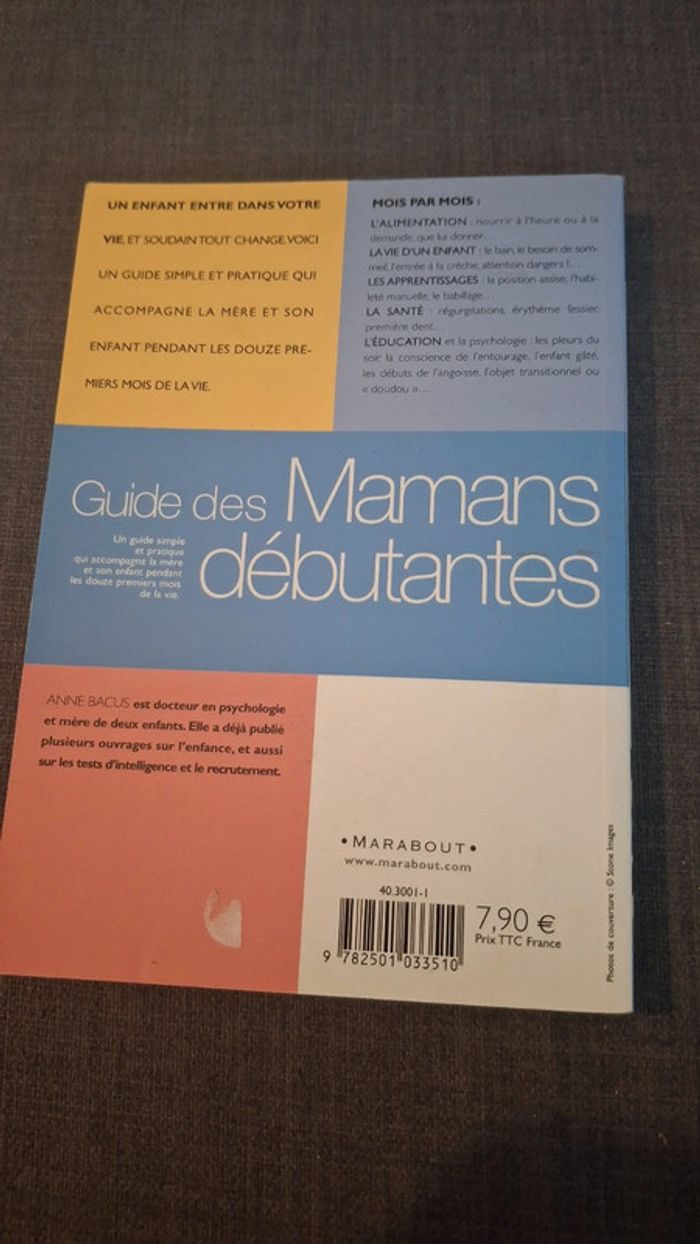 UN ENFANT ENTRE DANS VOTRE
VIE, ET SOUDAIN TOUT CHANGE. VOICI
UN GUIDE SIMPLE ET PRATIQUE QUI
ACCOMPAGNE LA MÈRE ET SON
ENFANT PENDANT LES DOUZE PRE-
MIERS MOIS DE LA VIE.
MOIS PAR MOIS :
L'ALIMENTATION : nourrir à l'heure ou à la
demande, que lui donner…
LA VIE D'UN ENFANT : le bain, le besoin de som-
meil, l'entrée à la crèche, attention dangers !…
LES APPRENTISSAGES : la position assise, l'habi-
leté manuelle, le babillage…
LA SANTÉ : régurgitations, érythème fessier,
première dent…
L'ÉDUCATION et la psychologie : les pleurs du
soir, la conscience de l'entourage, l'enfant gâté,
les débuts de l'angoisse, l'objet transitionnel ou
« doudou »…
Guide des Mamans
débutantes
Un guide simple
et pratique
qui accompagne la mère
et son enfant pendant
les douze premiers mois
de la vie.
ANNE BACUS est docteur en psychologie
et mère de deux enfants. Elle a déjà publié
plusieurs ouvrages sur l'enfance, et aussi
sur les tests d'intelligence et le recrutement.
• MARABOUT •
www.marabout.com
40.3001-1
9 782501 033510
7,90 €
Prix TTC France
Photos de couverture : © Stone Images